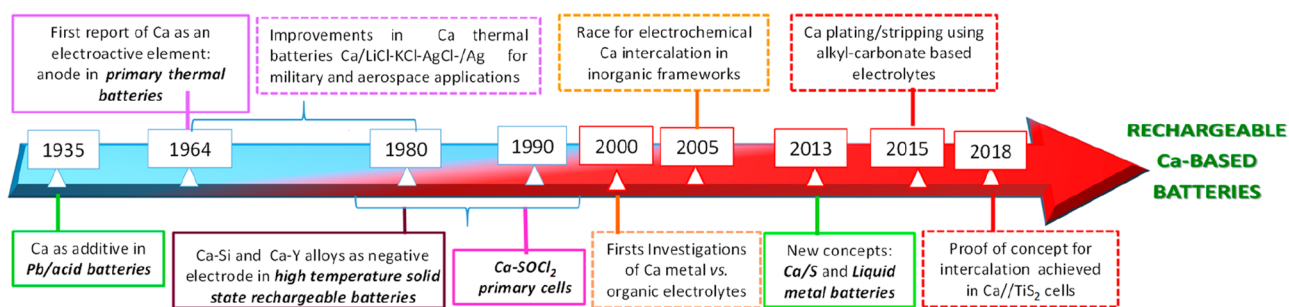 First report of Ca as an
electroactive element:
anode in primary thermal
batteries
Improvements in Ca thermal
batteries Ca/LiCl-KCl-AgCl-/Ag for
military and aerospace applications
Race for electrochemical
Ca intercalation in
inorganic frameworks
Ca plating/stripping using
alkyl-carbonate based
electrolytes
1935
1964
1980
1990
2000
2005
2013
2015
2018
RECHARGEABLE
Ca-BASED
BATTERIES
Ca as additive in
Pb/acid batteries
Ca-Si and Ca-Y alloys as negative
electrode in high temperature solid
state rechargeable batteries
Ca-SOCl₂
primary cells
Firsts Investigations
of Ca metal vs.
organic electrolytes
New concepts:
Ca/S and Liquid
metal batteries
Proof of concept for
intercalation achieved
in Ca//TiS₂ cells